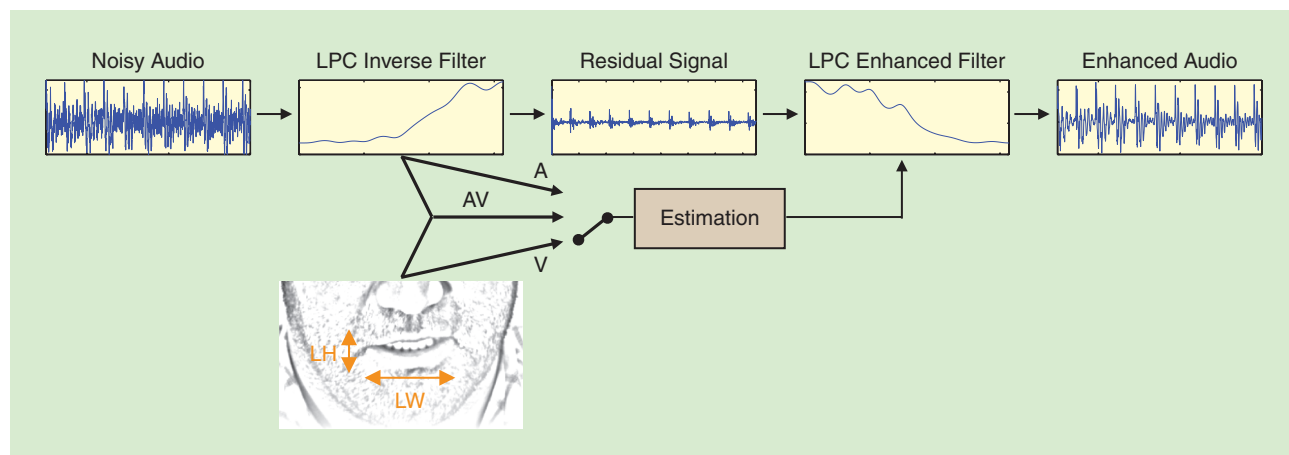 Noisy Audio
LPC Inverse Filter
Residual Signal
LPC Enhanced Filter
Enhanced Audio
A
AV
V
Estimation
LH
LW